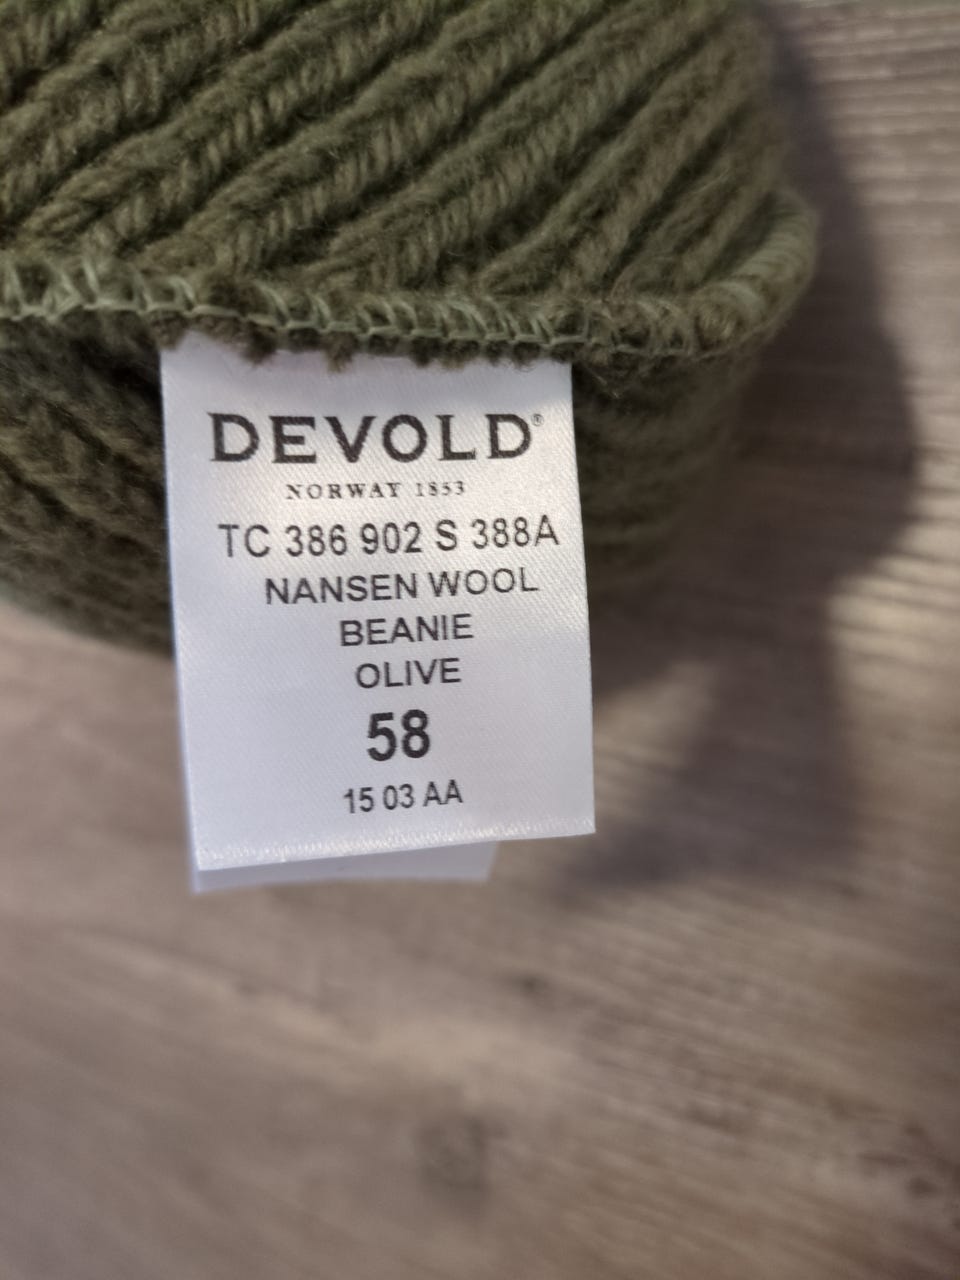 DEVOLD®
NORWAY 1853
TC 386 902 S 388A
NANSEN WOOL
BEANIE
OLIVE
58
15 03 AA